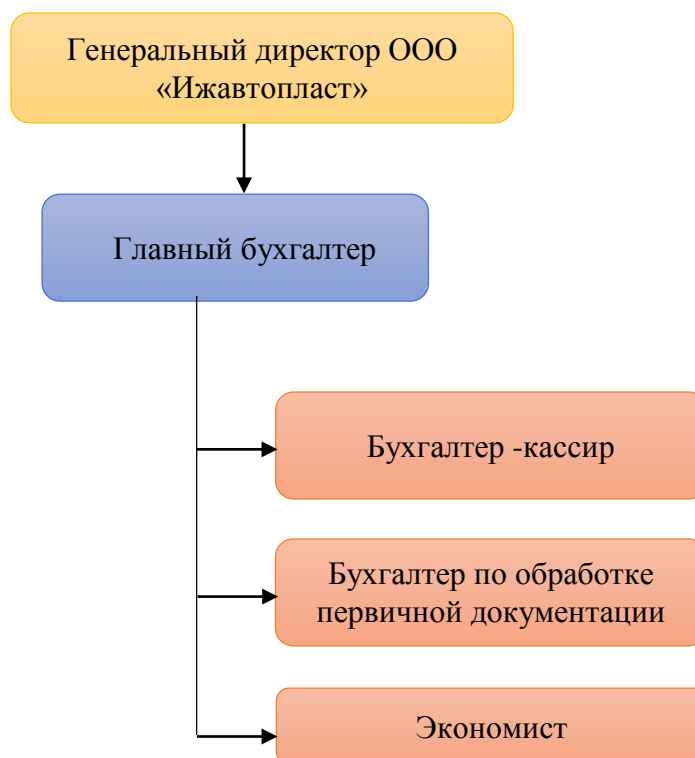 Генеральный директор ООО
«Ижавтопласт»
Главный бухгалтер
Бухгалтер -кассир
Бухгалтер по обработке
первичной документации
Экономист